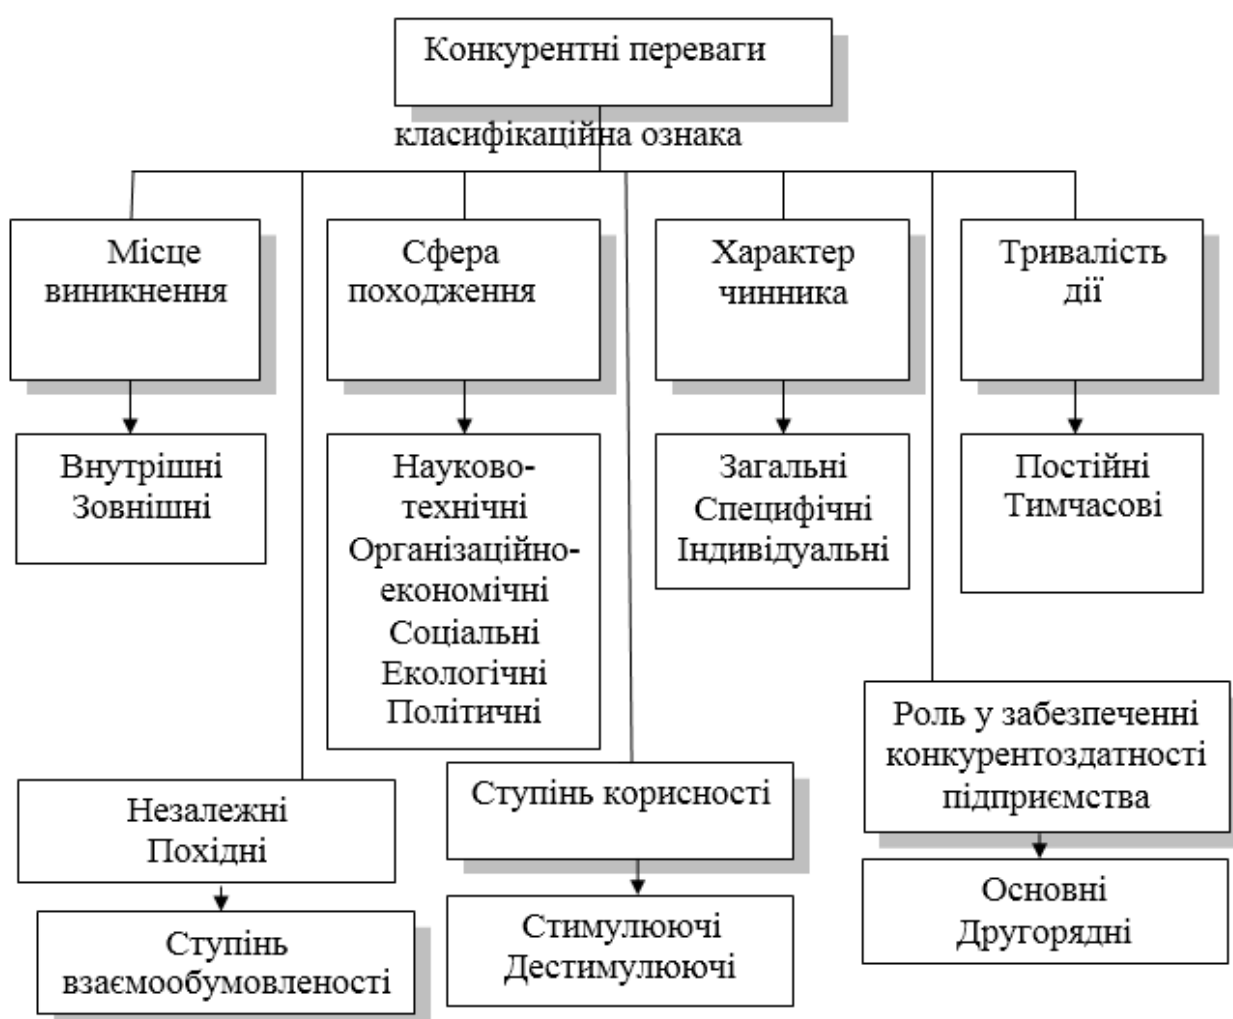 Конкурентні переваги
класифікаційна ознака
Місце
виникнення
Сфера
походження
Характер
чинника
Тривалість
дії
Внутрішні
Зовнішні
Науково-
технічні
Організаційно-
економічні
Соціальні
Екологічні
Політичні
Загальні
Специфічні
Індивідуальні
Постійні
Тимчасові
Незалежні
Похідні
Ступінь
взаємообумовленості
Ступінь корисності
Стимулюючі
Дестимулюючі
Роль у забезпеченні
конкурентоздатності
підприємства
Основні
Другорядні